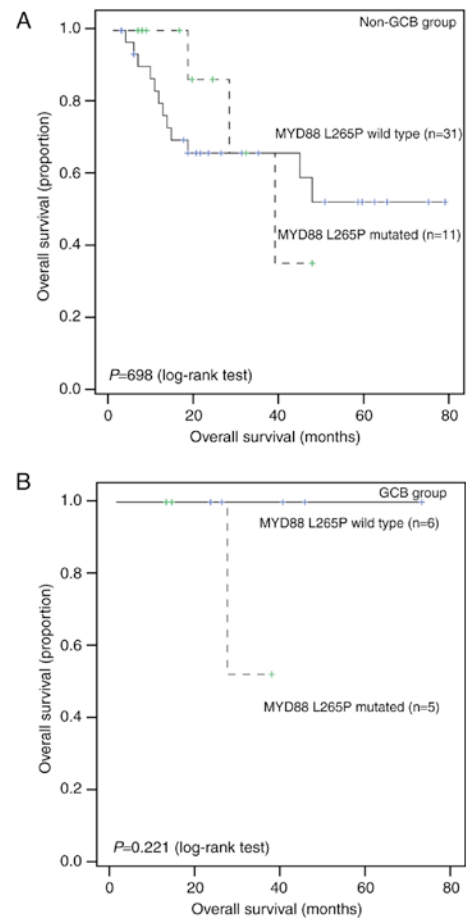 A
Non-GCB group
1.0
0.8
0.6
0.4
0.2
0.0
MYD88 L265P wild type (n=31)
MYD88 L265P mutated (n=11)
P=698 (log-rank test)
0 20 40 60 80
Overall survival (months)
Overall survival (proportion)
B
GCB group
1.0
0.8
0.6
0.4
0.2
0.0
MYD88 L265P wild type (n=6)
MYD88 L265P mutated (n=5)
P=0.221 (log-rank test)
0 20 40 60 80
Overall survival (months)
Overall survival (proportion)